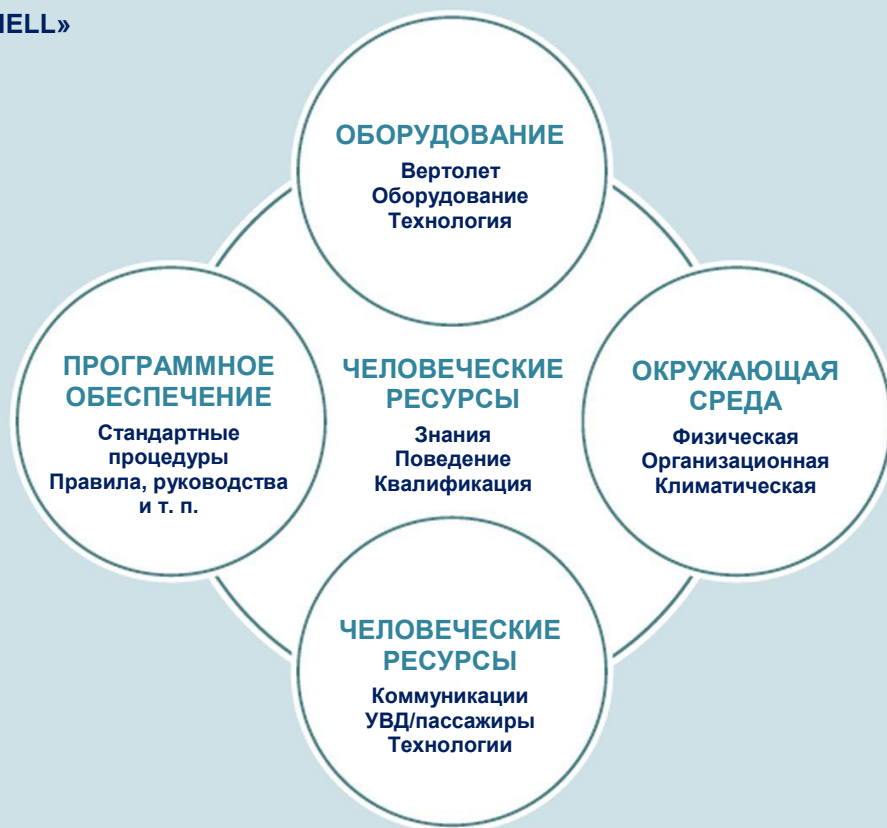 HELL»
ОБОРУДОВАНИЕ
Вертолет
Оборудование
Технология
ПРОГРАММНОЕ
ОБЕСПЕЧЕНИЕ
Стандартные
процедуры
Правила, руководства
и т. п.
ЧЕЛОВЕЧЕСКИЕ
РЕСУРСЫ
Знания
Поведение
Квалификация
ОКРУЖАЮЩАЯ
СРЕДА
Физическая
Организационная
Климатическая
ЧЕЛОВЕЧЕСКИЕ
РЕСУРСЫ
Коммуникации
УВД/пассажиры
Технологии